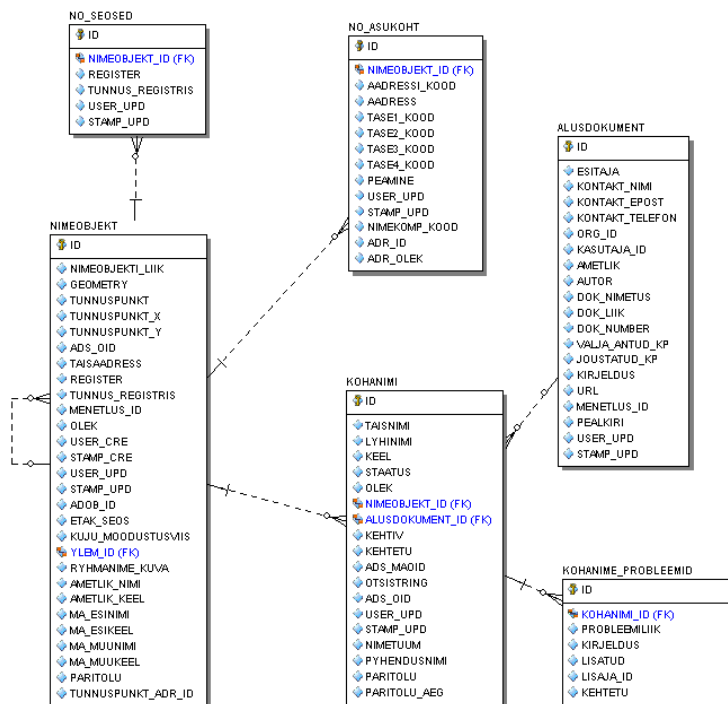 NO_SEOSED
ID
NIMEOBJEKT_ID (FK)
REGISTER
TUNNUS_REGISTRIS
USER_UPD
STAMP_UPD
NO_ASUKOHT
ID
NIMEOBJEKT_ID (FK)
AADRESSI_KOOD
AADRESS
TASE1_KOOD
TASE2_KOOD
TASE3_KOOD
TASE4_KOOD
PEAMINE
USER_UPD
STAMP_UPD
NIMEKOMP_KOOD
ADR_ID
ADR_OLEK
ALUSDOKUMENT
ID
ESITAJA
KONTAKT_NIMI
KONTAKT_EPOST
KONTAKT_TELEFON
ORG_ID
KASUTAJA_ID
AMETLIK
AUTOR
DOK_NIMETUS
DOK_LIIK
DOK_NUMBER
VALJA_ANTUD_KP
JOUSTATUD_KP
KIRJELDUS
URL
MENETLUS_ID
PEALKIRI
USER_UPD
STAMP_UPD
NIMEOBJEKT
ID
NIMEOBJEKTI_LIIK
GEOMETRY
TUNNUSPUNKT
TUNNUSPUNKT_X
TUNNUSPUNKT_Y
ADS_OID
TAISAADRESS
REGISTER
TUNNUS_REGISTRIS
MENETLUS_ID
OLEK
USER_CRE
STAMP_CRE
USER_UPD
STAMP_UPD
ADOB_ID
ETAK_SEOS
KUJU_MOODUSTUSVIIS
YLEM_ID (FK)
RYHMANIME_KUVA
AMETLIK_NIMI
AMETLIK_KEEL
MA_ESINIMI
MA_ESIKEEL
MA_MUUNIMI
MA_MUUKEEL
PARITOLU
TUNNUSPUNKT_ADR_ID
KOHANIMI
ID
TAISNIMI
LYHINIMI
KEEL
STAATUS
OLEK
NIMEOBJEKT_ID (FK)
ALUSDOKUMENT_ID (FK)
KEHTIV
KEHTETU
ADS_MAOID
OTSISTRING
ADS_OID
USER_UPD
STAMP_UPD
NIMETUUM
PYHENDUSNIMI
PARITOLU
PARITOLU_AEG
KOHANIME_PROBLEEMID
ID
KOHANIMI_ID (FK)
PROBLEEMILIIK
KIRJELDUS
LISATUD
LISAJA_ID
KEHTETU